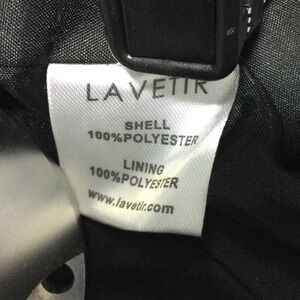 LAVETIR
SHELL
100%POLYESTER
LINING
100%POLYESTER
www.lavetir.com